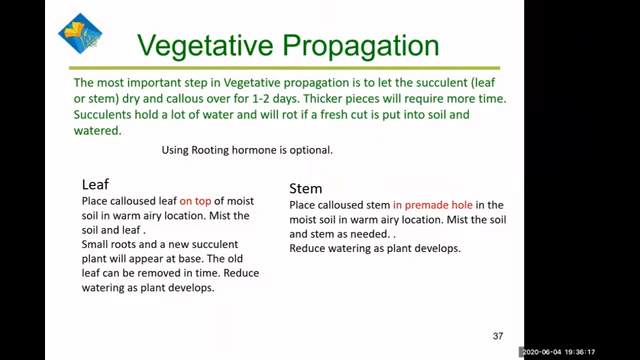 Vegetative Propagation
The most important step in Vegetative propagation is to let the succulent (leaf
or stem) dry and callous over for 1-2 days. Thicker pieces will require more time.
Succulents hold a lot of water and will rot if a fresh cut is put into soil and
watered.
Using Rooting hormone is optional.
Leaf
Place calloused leaf on top of moist
soil in warm airy location. Mist the
soil and leaf .
Small roots and a new succulent
plant will appear at base. The old
leaf can be removed in time. Reduce
watering as plant develops.
Stem
Place calloused stem in premade hole in the
moist soil in warm airy location. Mist the soil
and stem as needed. .
Reduce watering as plant develops.
37
2020-06-04 19:36:17